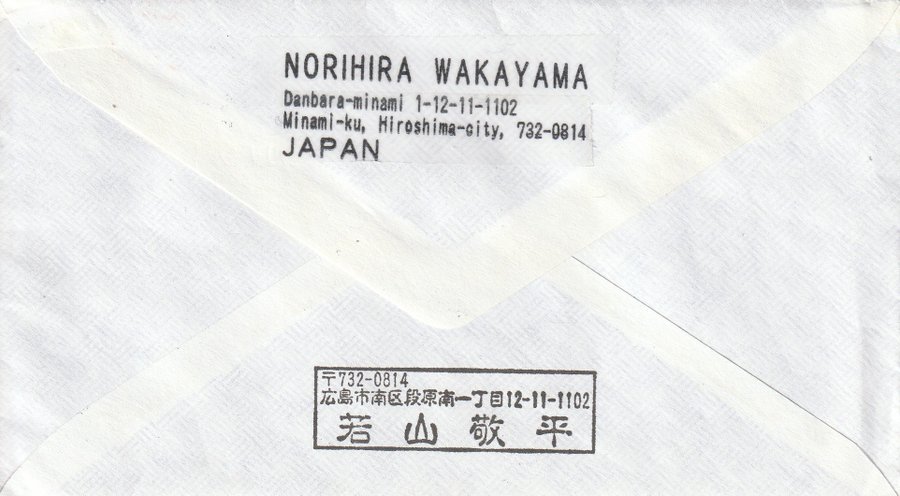 NORIHIRA WAKAYAMA
Danbara-minami 1-12-11-1102
Minami-ku, Hiroshima-city, 732-0814
JAPAN
〒732-0814
広島市南区段原南一丁目12-11-1102
若山敬平